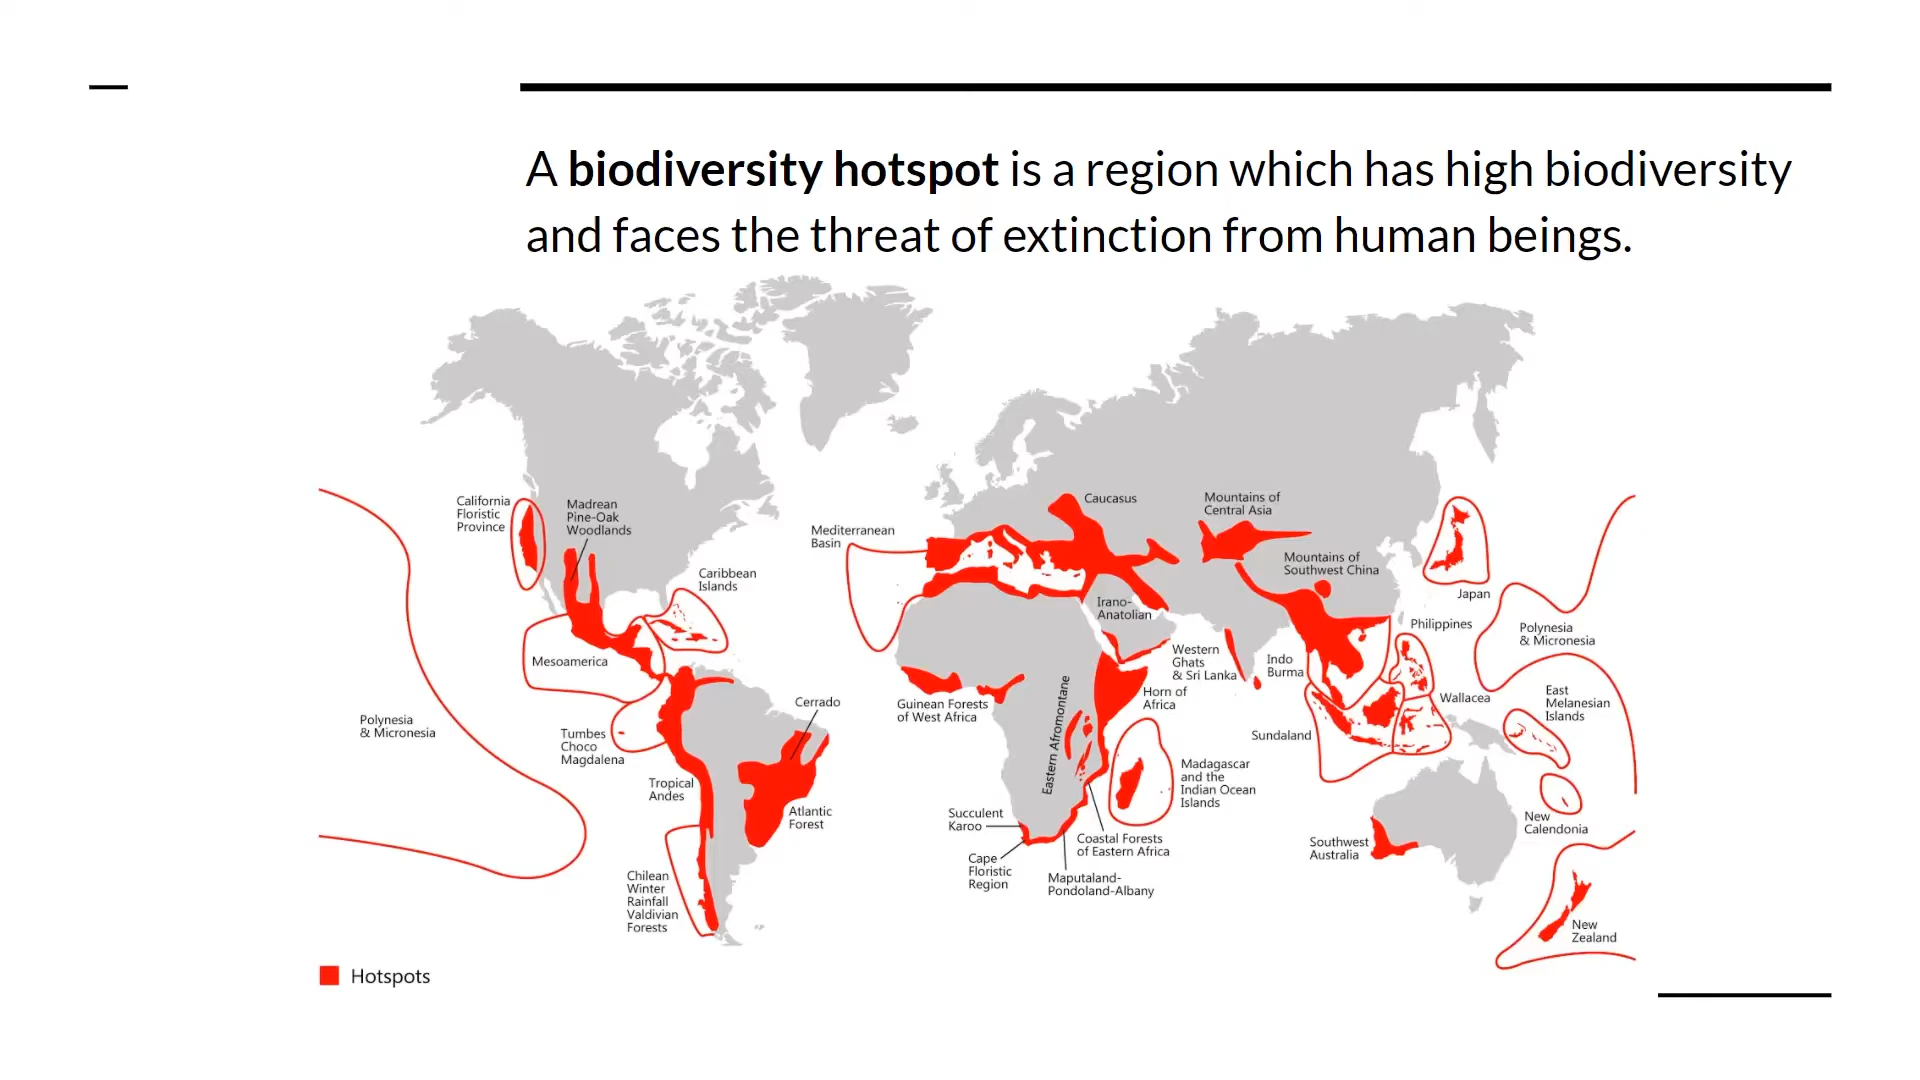 A biodiversity hotspot is a region which has high biodiversity
and faces the threat of extinction from human beings.
California
Floristic
Province
Madrean
Pine-Oak
Woodlands
Caribbean
Islands
Mesoamerica
Polynesia
& Micronesia
Tumbes
Choco
Magdalena
Tropical
Andes
Cerrado
Atlantic
Forest
Chilean
Winter
Rainfall
Valdivian
Forests
Mediterranean
Basin
Caucasus
Mountains of
Central Asia
Mountains of
Southwest China
Irano-
Anatolian
Western
Ghats
& Sri Lanka
Indo
Burma
Horn of
Africa
Guinean Forests
of West Africa
Eastern Afromontane
Madagascar
and the
Indian Ocean
Islands
Succulent
Karoo
Cape
Floristic
Region
Coastal Forests
of Eastern Africa
Maputaland-
Pondoland-Albany
Japan
Philippines
Polynesia
& Micronesia
Wallacea
East
Melanesian
Islands
Sundaland
New
Calendonia
Southwest
Australia
New
Zealand
Hotspots